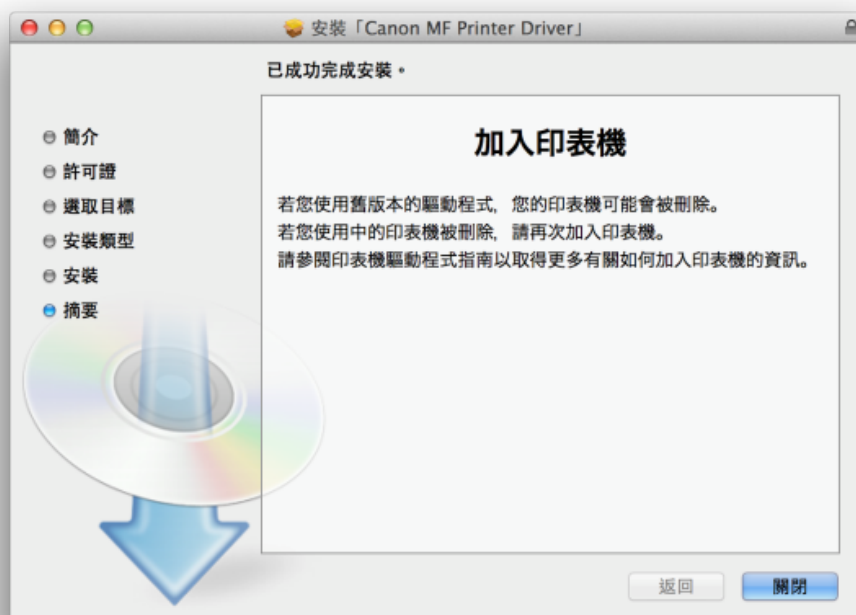 安裝「Canon MF Printer Driver」
已成功完成安裝。
簡介
許可證
選取目標
安裝類型
安裝
摘要
加入印表機
若您使用舊版本的驅動程式，您的印表機可能會被刪除。
若您使用中的印表機被刪除，請再次加入印表機。
請參閱印表機驅動程式指南以取得更多有關如何加入印表機的資訊。
返回
關閉